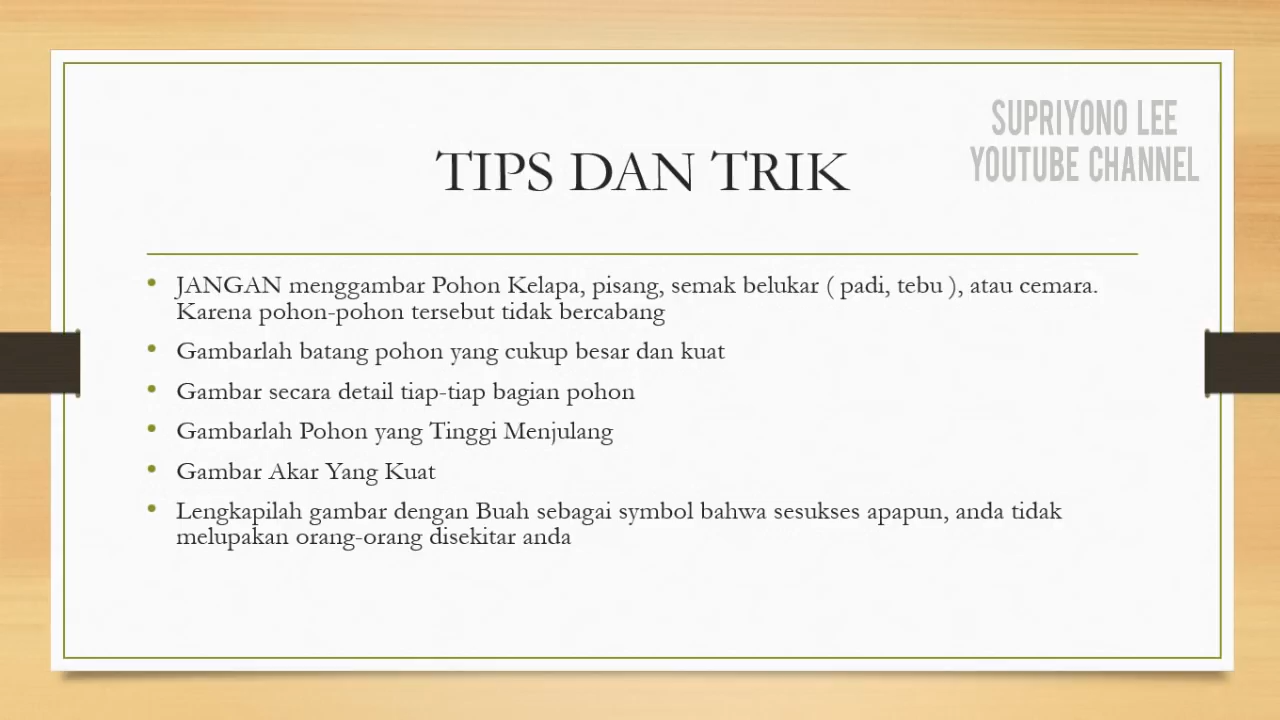 SUPRIYONO LEE
YOUTUBE CHANNEL
TIPS DAN TRIK
• JANGAN menggambar Pohon Kelapa, pisang, semak belukar ( padi, tebu ), atau cemara.
Karena pohon-pohon tersebut tidak bercabang
• Gambarlah batang pohon yang cukup besar dan kuat
• Gambar secara detail tiap-tiap bagian pohon
• Gambarlah Pohon yang Tinggi Menjulang
• Gambar Akar Yang Kuat
• Lengkapilah gambar dengan Buah sebagai symbol bahwa sesukses apapun, anda tidak
melupakan orang-orang disekitar anda